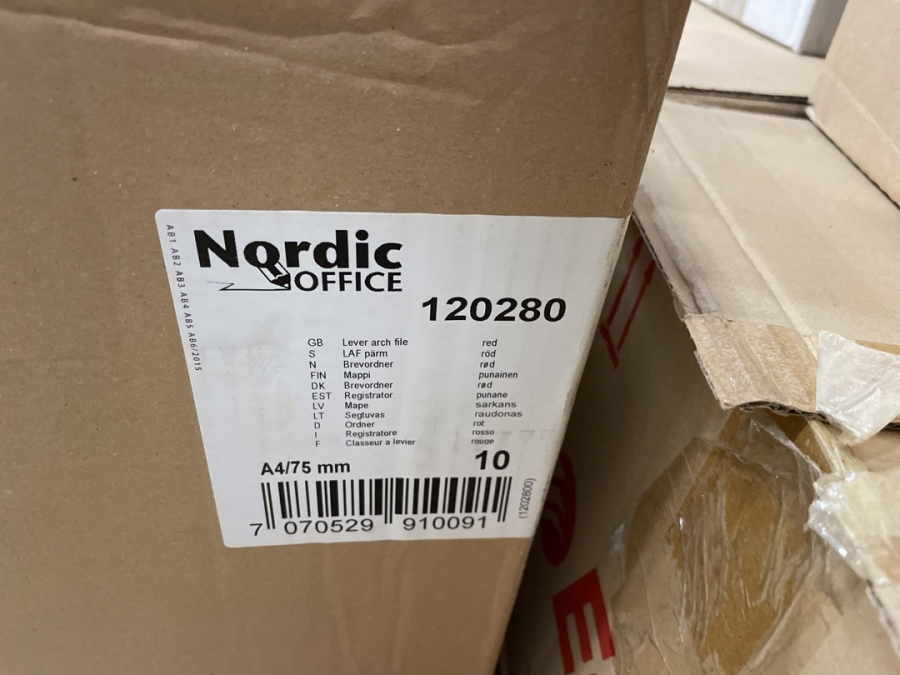 AB1 AB2 AB3 AB4 AB5 AB6/2015
Nordic
OFFICE
120280
GB Lever arch file red
S LAF pärm röd
N Brevordner rød
FIN Mappi punainen
DK Brevordner rød
EST Registrator punane
LV Mape sarkans
LT Segtuvas raudonas
D Ordner rot
I Registratore rosso
F Classeur a levier rouge
A4/75 mm 10
7 070529 910091
(1202800)
E